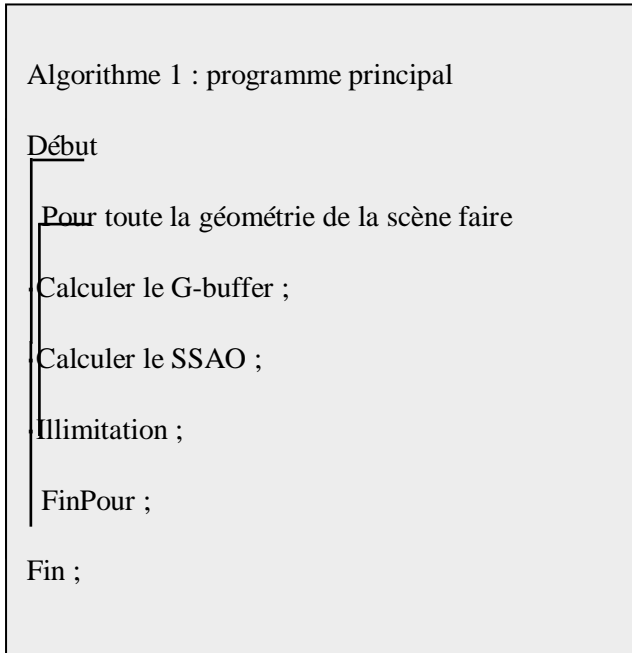 Algorithme 1 : programme principal
Début
Pour toute la géométrie de la scène faire
Calculer le G-buffer ;
Calculer le SSAO ;
Illimitation ;
FinPour ;
Fin ;